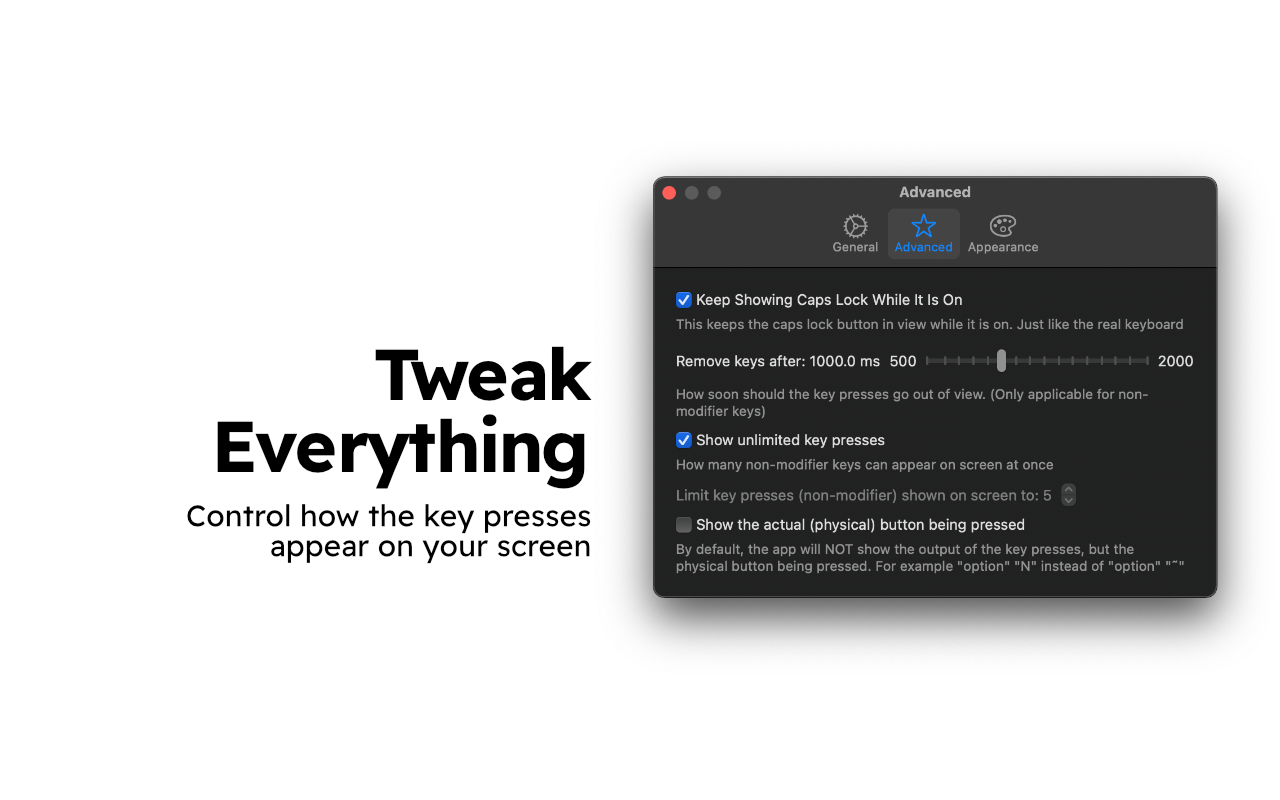 Tweak
Everything
Control how the key presses
appear on your screen
Advanced
General
Advanced
Appearance
Keep Showing Caps Lock While It Is On
This keeps the caps lock button in view while it is on. Just like the real keyboard
Remove keys after: 1000.0 ms 500 2000
How soon should the key presses go out of view. (Only applicable for non-
modifier keys)
Show unlimited key presses
How many non-modifier keys can appear on screen at once
Limit key presses (non-modifier) shown on screen to: 5
Show the actual (physical) button being pressed
By default, the app will NOT show the output of the key presses, but the
physical button being pressed. For example "option" "N" instead of "option" "˜"